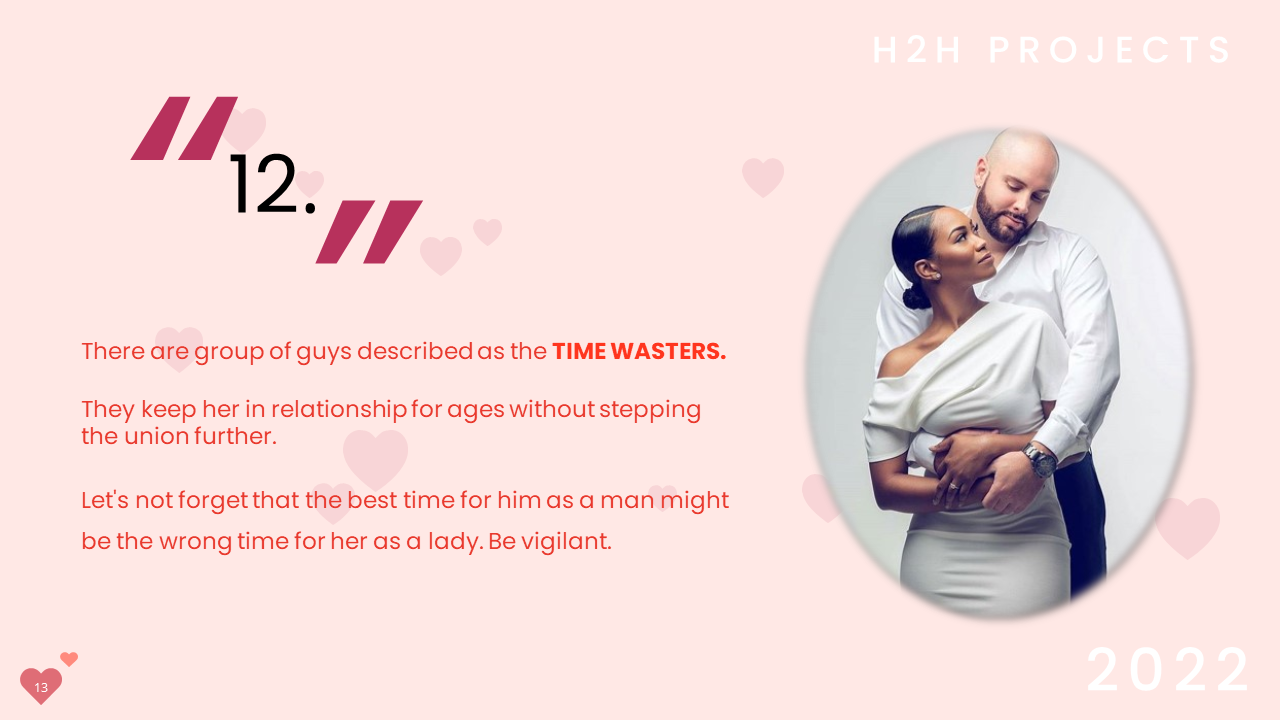 H2H PROJECTS
12.
There are group of guys described as the TIME WASTERS.
They keep her in relationship for ages without stepping
the union further.
Let's not forget that the best time for him as a man might
be the wrong time for her as a lady. Be vigilant.
2022
13